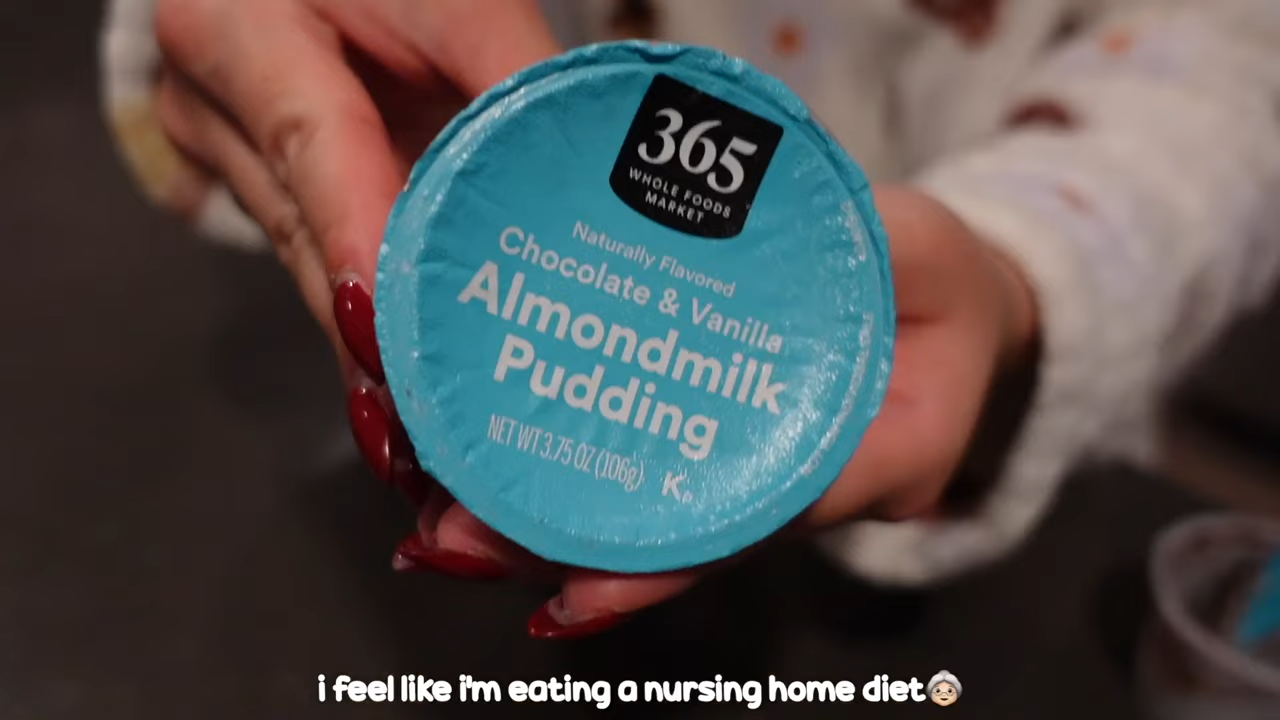 365
WHOLE FOODS
MARKET
Naturally Flavored
Chocolate & Vanilla
Almondmilk
Pudding
NET WT 3.75 OZ (106g) K
i feel like i'm eating a nursing home diet👵🏻